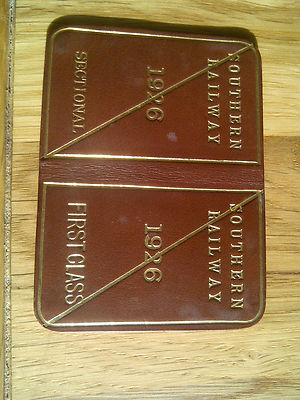 SOUTHERN
RAILWAY
1926
SECTIONAL
SOUTHERN
RAILWAY
1926
FIRST CLASS